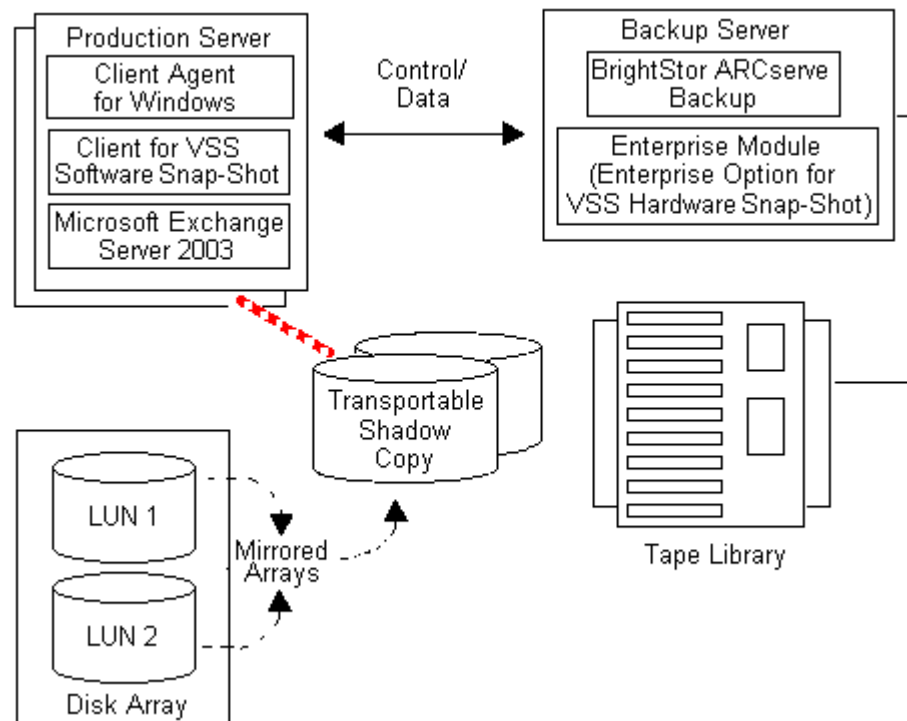 Production Server
Client Agent
for Windows
Client for VSS
Software Snap-Shot
Microsoft Exchange
Server 2003
Control/
Data
Backup Server
BrightStor ARCserve
Backup
Enterprise Module
(Enterprise Option for
VSS Hardware Snap-Shot)
Transportable
Shadow
Copy
LUN 1
LUN 2
Mirrored
Arrays
Disk Array
Tape Library